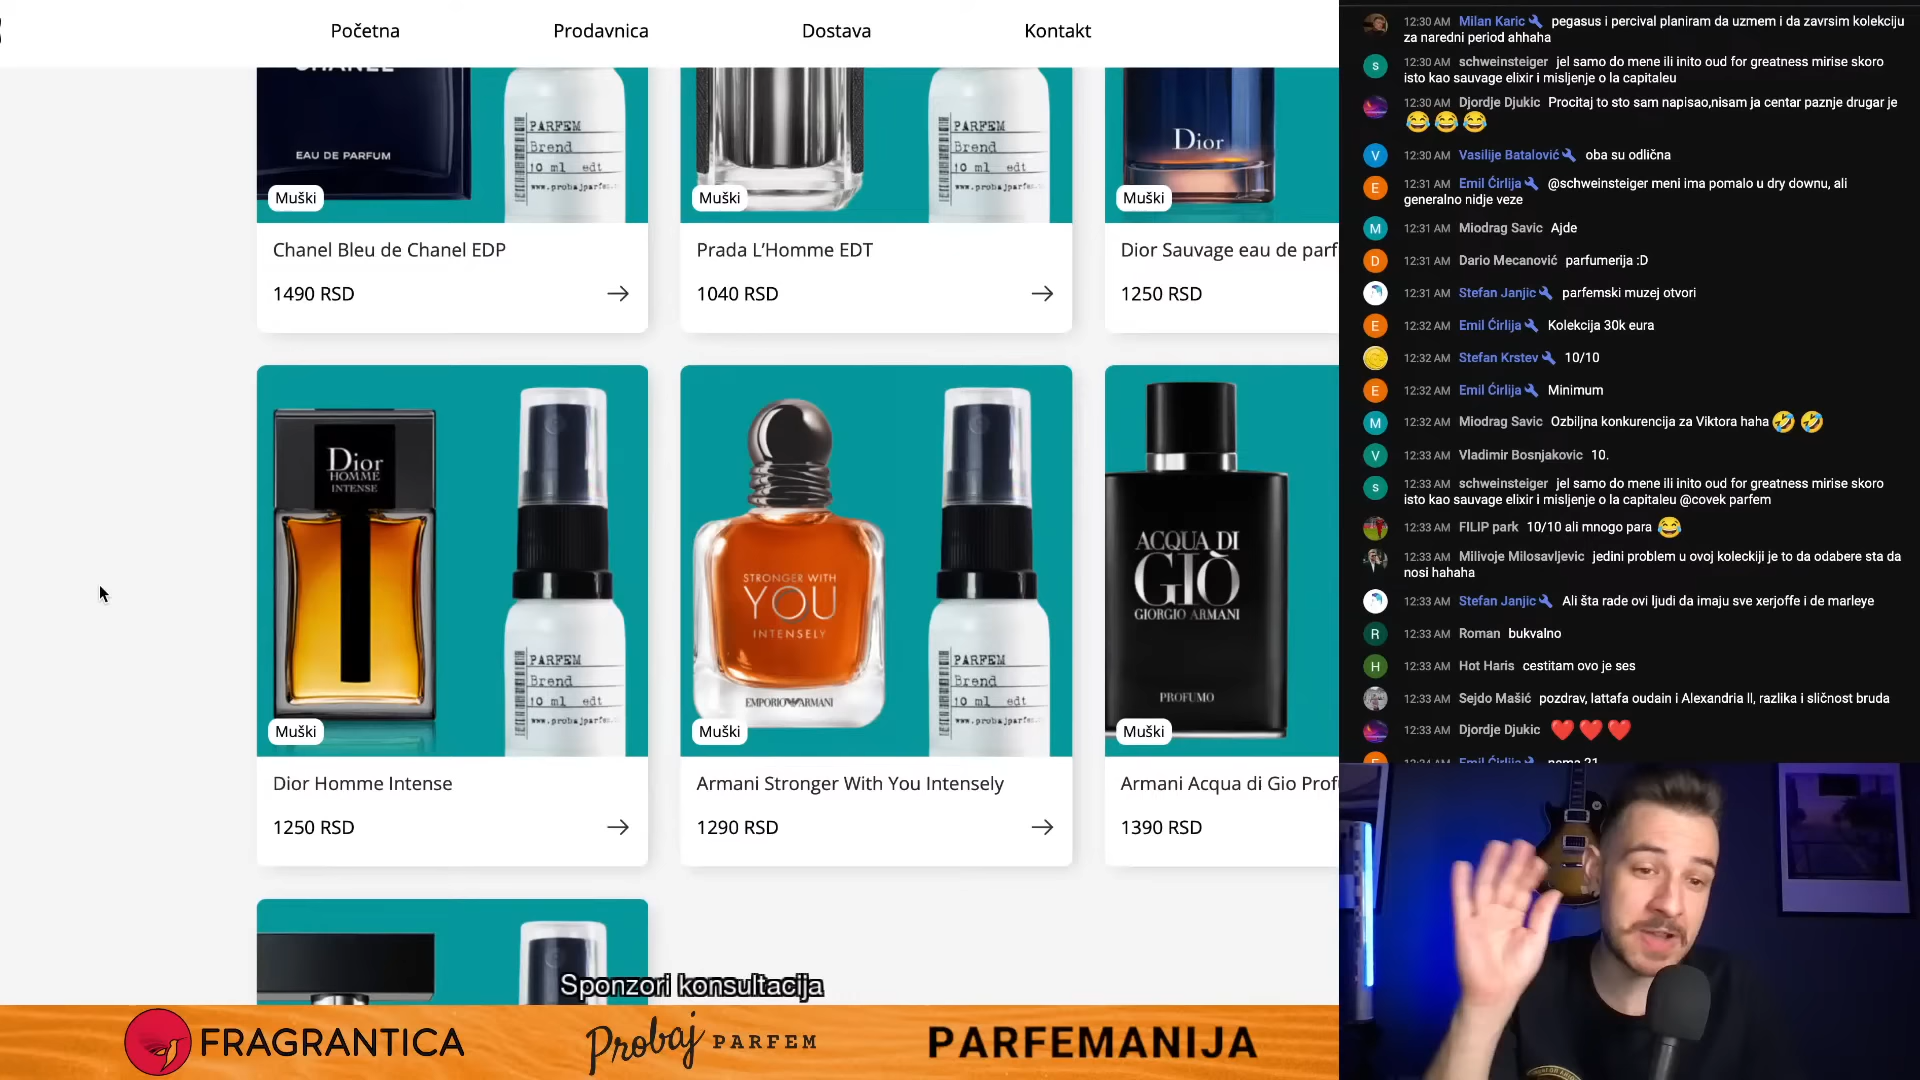 Početna
Prodavnica
Dostava
Kontakt
EAU DE PARFUM
PARFEM
Brend
10 ml edt
Muški
PARFEM
Brend
10 ml edt
Muški
Dior
Muški
Chanel Bleu de Chanel EDP
1490 RSD
Prada L’Homme EDT
1040 RSD
Dior Sauvage eau de parf
1250 RSD
Dior
HOMME
INTENSE
PARFEM
Brend
10 ml edt
Muški
STRONGER WITH
YOU
INTENSELY
EMPORIO ARMANI
PARFEM
Brend
10 ml edt
Muški
ACQUA DI
GIÒ
GIORGIO ARMANI
PROFUMO
Muški
Dior Homme Intense
1250 RSD
Armani Stronger With You Intensely
1290 RSD
Armani Acqua di Gio Prof
1390 RSD
Sponzori konsultacija
FRAGRANTICA
Probaj PARFEM
PARFEMANIJA
12:30 AM Milan Karic pegasus i percival planiram da uzmem i da zavrsim kolekciju
za naredni period ahhaha
12:30 AM schweinsteiger jel samo do mene ili inito oud for greatness mirise skoro
isto kao sauvage elixir i misljenje o la capitaleu
12:30 AM Djordje Djukic Procitaj to sto sam napisao,nisam ja centar paznje drugar je
😂😂😂
12:30 AM Vasilije Batalović oba su odlična
12:31 AM Emil Ćirlija @schweinsteiger meni ima pomalo u dry downu, ali
generalno nidje veze
12:31 AM Miodrag Savic Ajde
12:31 AM Dario Mecanović parfumerija :D
12:31 AM Stefan Janjic parfemski muzej otvori
12:32 AM Emil Ćirlija Kolekcija 30k eura
12:32 AM Stefan Krstev 10/10
12:32 AM Emil Ćirlija Minimum
12:32 AM Miodrag Savic Ozbiljna konkurencija za Viktora haha 🤣🤣
12:33 AM Vladimir Bosnjakovic 10.
12:33 AM schweinsteiger jel samo do mene ili inito oud for greatness mirise skoro
isto kao sauvage elixir i misljenje o la capitaleu @covek parfem
12:33 AM FILIP park 10/10 ali mnogo para 😂
12:33 AM Milivoje Milosavljevic jedini problem u ovoj koleckiji je to da odabere sta da
nosi hahaha
12:33 AM Stefan Janjic Ali šta rade ovi ljudi da imaju sve xerjoffe i de marleye
12:33 AM Roman bukvalno
12:33 AM Hot Haris cestitam ovo je ses
12:33 AM Sejdo Mašić pozdrav, lattafa oudain i Alexandria ll, razlika i sličnost bruda
12:33 AM Djordje Djukic ❤️❤️❤️